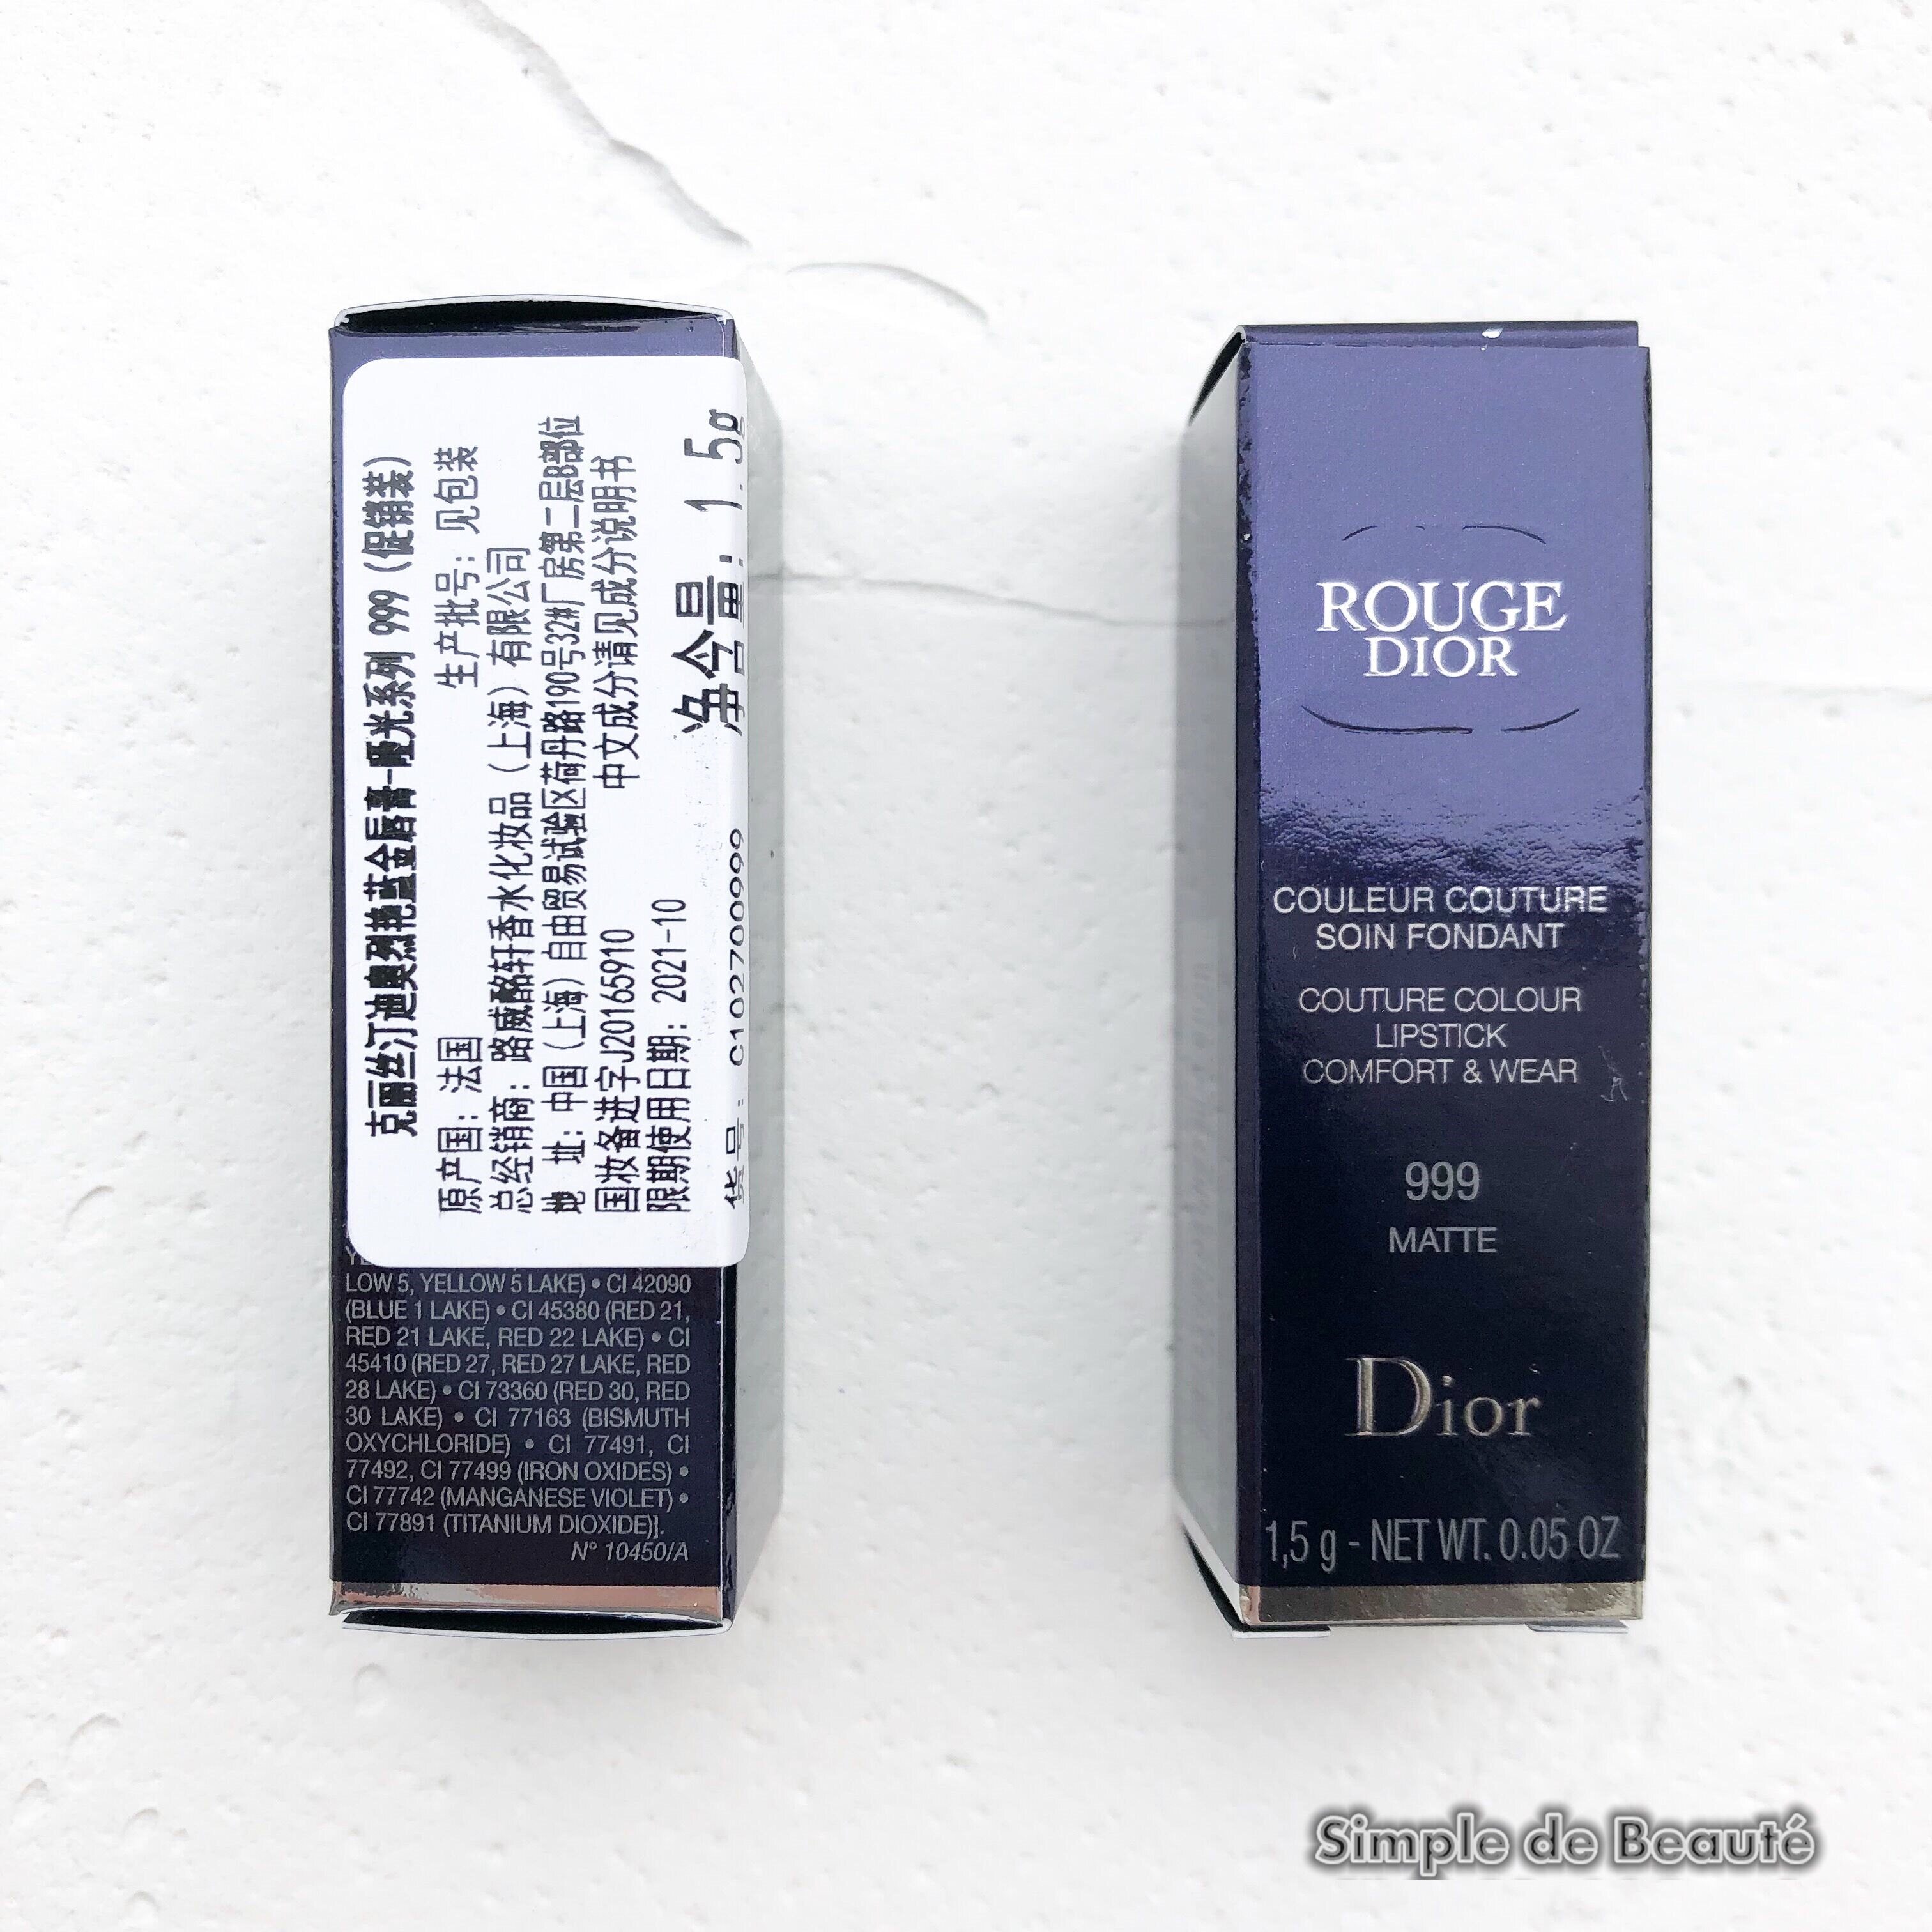 克丽丝汀迪奥烈艳蓝金唇膏-哑光系列 999 (促销装)
原产国：法国 生产批号：见包装
总经销商：路威酩轩香水化妆品（上海）有限公司
地 址：中国（上海）自由贸易试验区荷丹路190号32#厂房第二层B部位
国妆备进字J20165910 中文成分请见成分说明书
限期使用日期：2021-10
净含量：1.5g
货号：C102700999
LOW 5, YELLOW 5 LAKE) • CI 42090
(BLUE 1 LAKE) • CI 45380 (RED 21,
RED 21 LAKE, RED 22 LAKE) • CI
45410 (RED 27, RED 27 LAKE, RED
28 LAKE) • CI 73360 (RED 30, RED
30 LAKE) • CI 77163 (BISMUTH
OXYCHLORIDE) • CI 77491, CI
77492, CI 77499 (IRON OXIDES) •
CI 77742 (MANGANESE VIOLET) •
CI 77891 (TITANIUM DIOXIDE)].
N° 10450/A
ROUGE
DIOR
COULEUR COUTURE
SOIN FONDANT
COUTURE COLOUR
LIPSTICK
COMFORT & WEAR
999
MATTE
Dior
1,5 g - NET WT. 0.05 OZ
Simple de Beauté